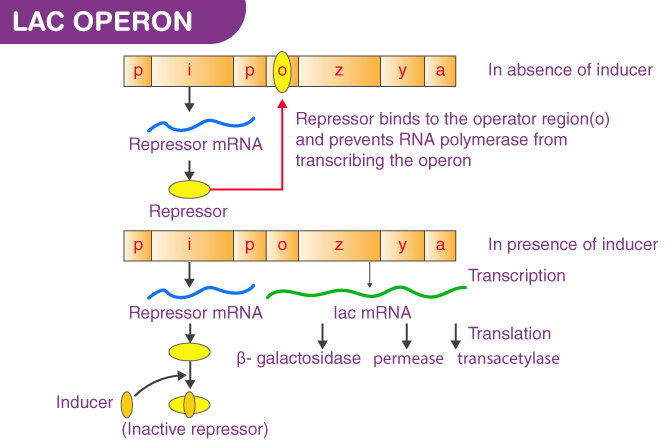 LAC OPERON
p i p o z y a In absence of inducer
Repressor binds to the operator region(o)
and prevents RNA polymerase from
transcribing the operon
Repressor mRNA
Repressor
p i p o z y a In presence of inducer
Transcription
Repressor mRNA lac mRNA
Translation
β- galactosidase permease transacetylase
Inducer
(Inactive repressor)